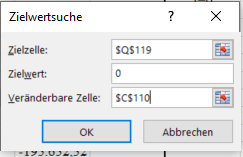 Zielwertsuche
Zielzelle: $Q$119
Zielwert: 0
Veränderbare Zelle: $C$110
OK Abbrechen